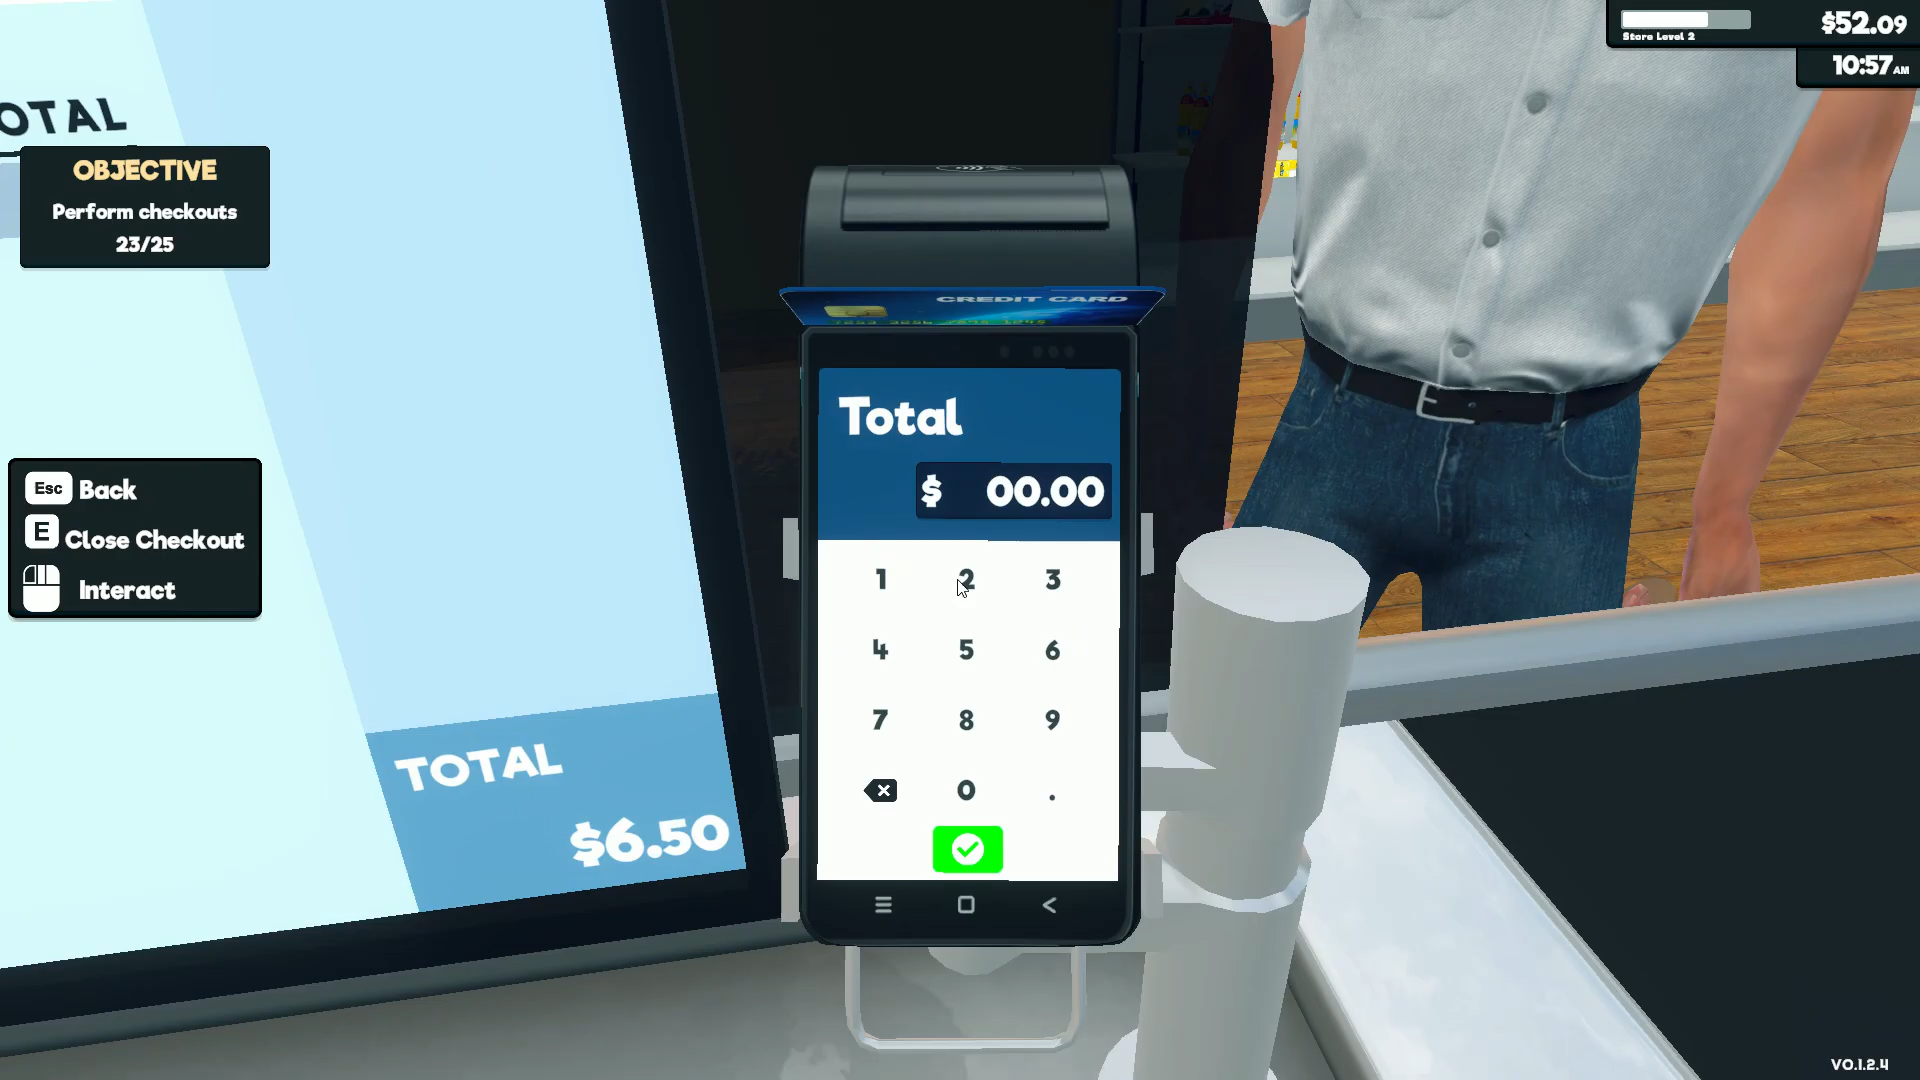 Store Level 2
$52.09
10:57AM
OTAL
OBJECTIVE
Perform checkouts
23/25
Esc Back
E Close Checkout
Interact
CREDIT CARD
Total
$ 00.00
1 2 3
4 5 6
7 8 9
0 .
TOTAL
$6.50
V0.1.2.4